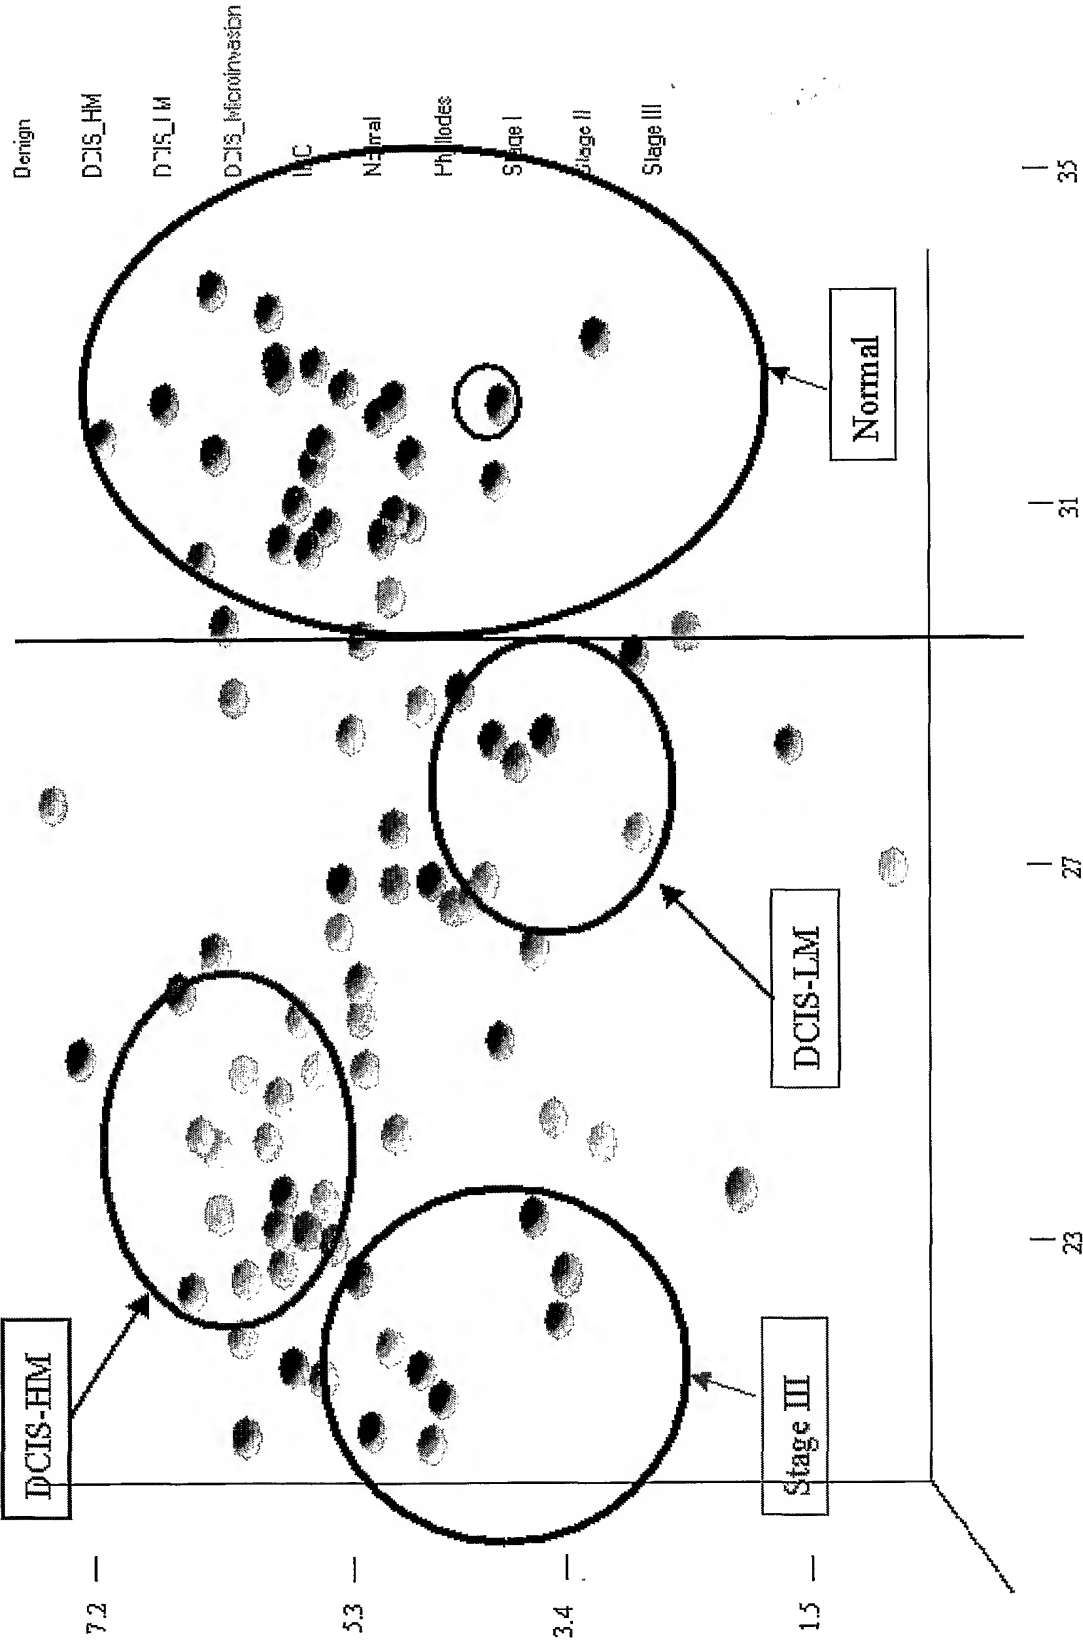 Benign
DCIS_HM
DCIS_LM
DCIS_Microinvasion
IDC
Normal
Phyllodes
Stage I
Stage II
Stage III
DCIS-HM
Stage III
DCIS-LM
Normal
7.2
5.3
3.4
1.5
23
27
31
35